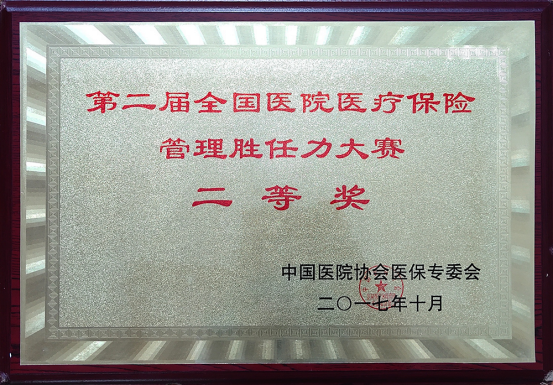 第二届全国医院医疗保险
管理胜任力大赛
二等奖
中国医院协会医保专委会
二〇一七年十月